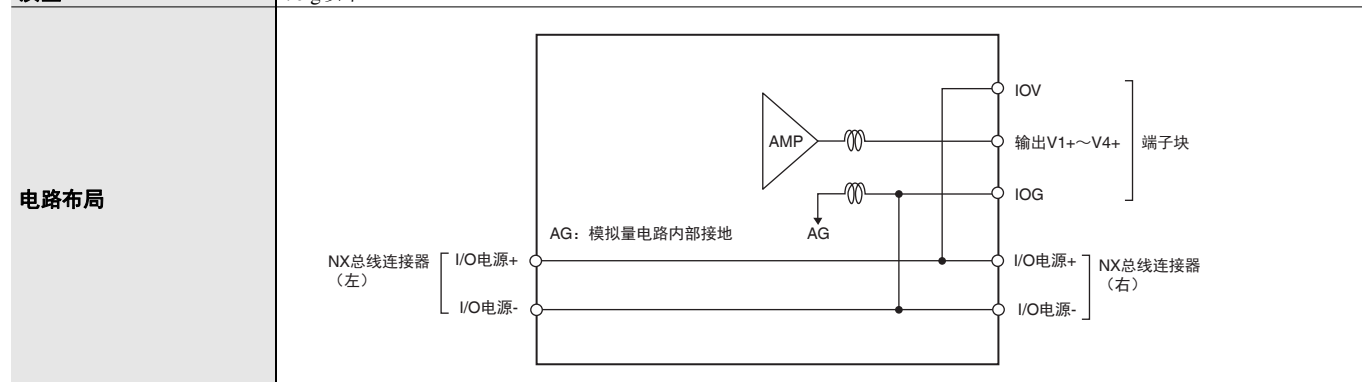 电路布局
IOV
AMP
输出V1+～V4+
端子块
IOG
AG：模拟量电路内部接地
AG
NX总线连接器
（左）
I/O电源+
I/O电源-
I/O电源+
I/O电源-
NX总线连接器
（右）